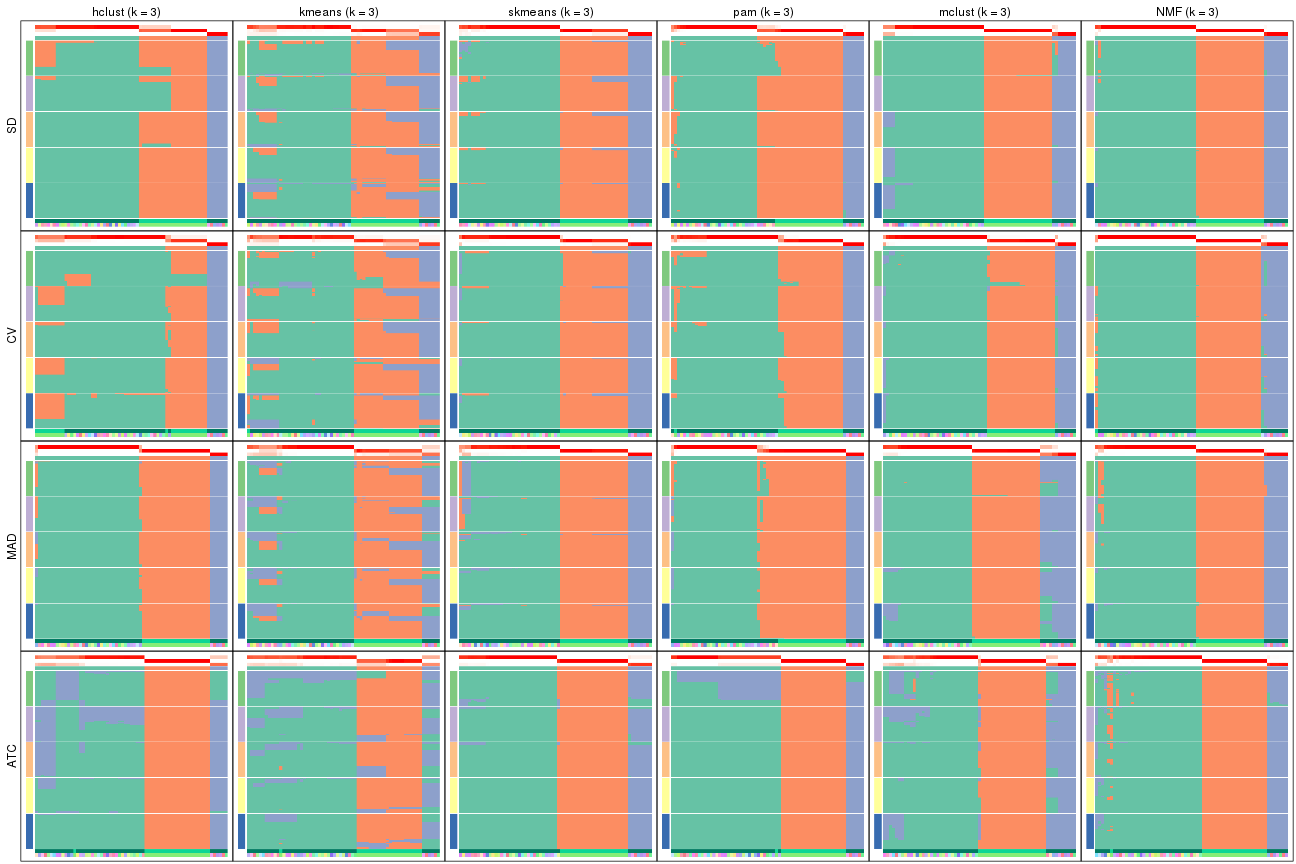 hclust (k = 3) kmeans (k = 3) skmeans (k = 3) pam (k = 3) mclust (k = 3) NMF (k = 3)
SD
CV
MAD
ATC